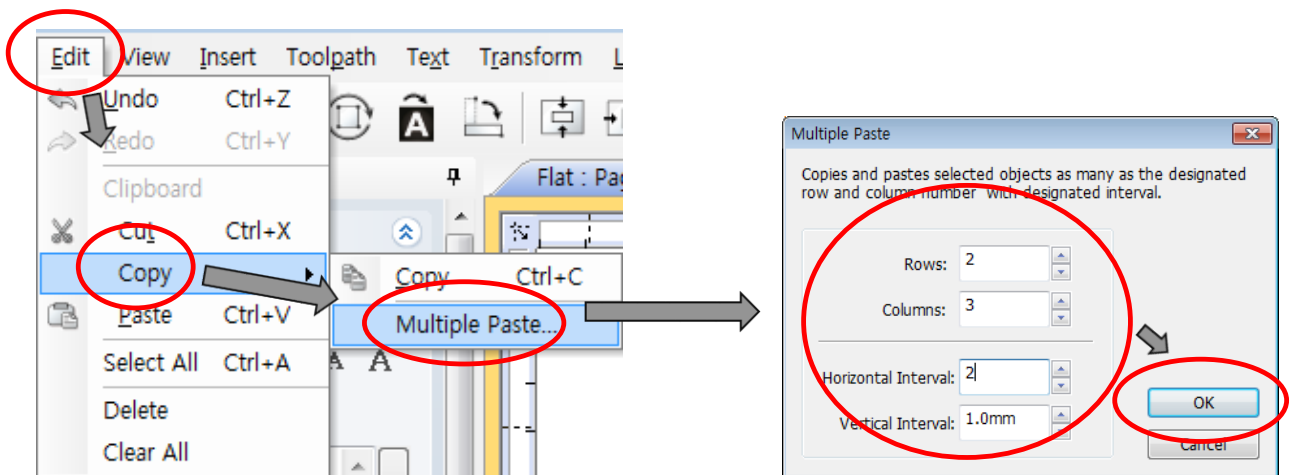 Edit View Insert Toolpath Text Transform
Undo Ctrl+Z
Redo Ctrl+Y
A
Flat : Pag
Clipboard
Cut Ctrl+X
Copy
Copy Ctrl+C
Paste Ctrl+V
Multiple Paste...
Select All Ctrl+A
A A
Delete
Clear All
Multiple Paste
Copies and pastes selected objects as many as the designated
row and column number with designated interval.
Rows: 2
Columns: 3
Horizontal Interval: 2
Vertical Interval: 1.0mm
OK
Cancel